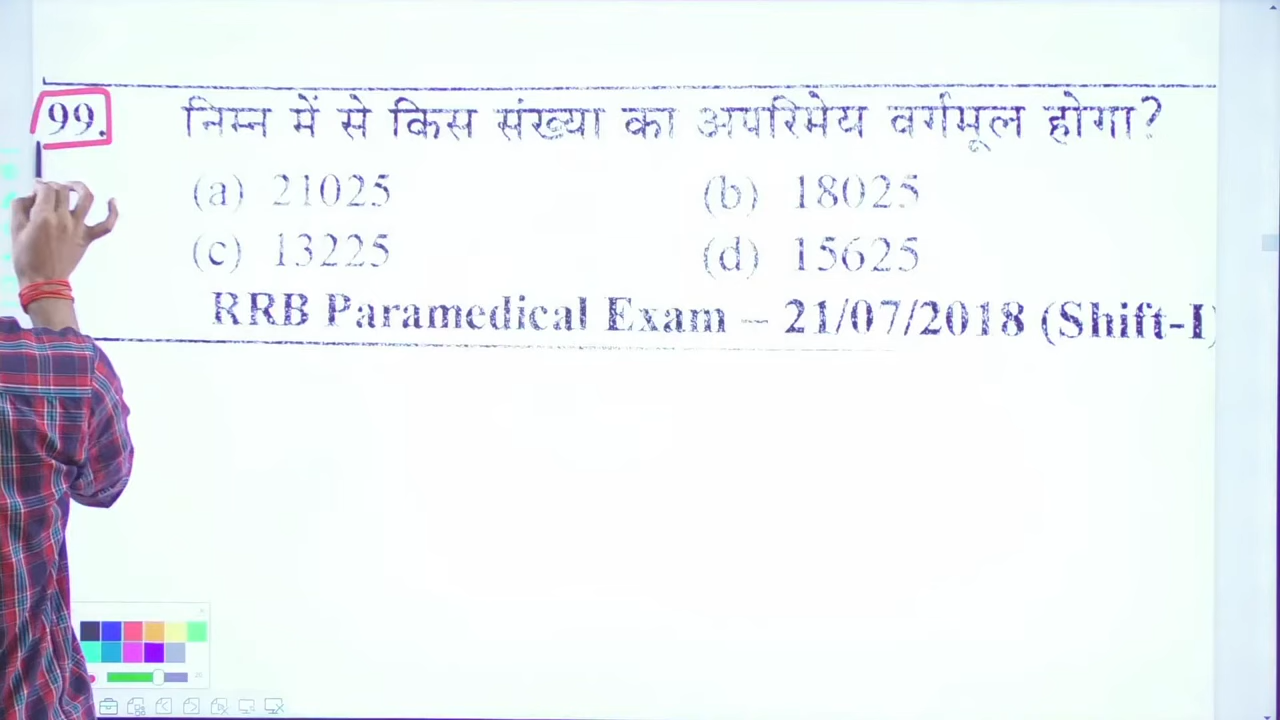 99. निम्न में से किस संख्या का अपरिमेय वर्गमूल होगा?
(a) 21025 (b) 18025
(c) 13225 (d) 15625
RRB Paramedical Exam – 21/07/2018 (Shift-I)